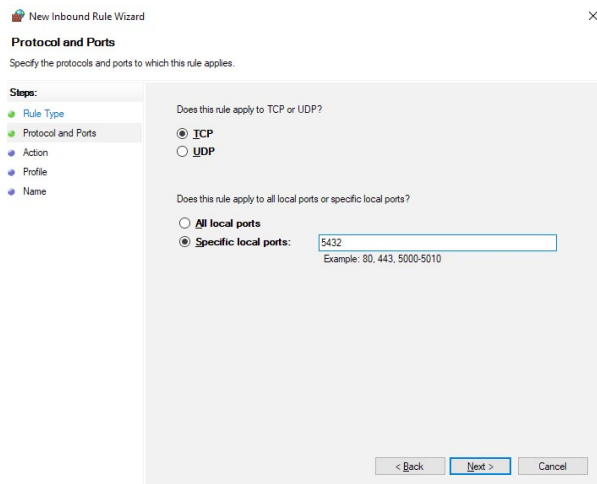 New Inbound Rule Wizard
Protocol and Ports
Specify the protocols and ports to which this rule applies.
Steps:
Rule Type
Protocol and Ports
Action
Profile
Name
Does this rule apply to TCP or UDP?
TCP
UDP
Does this rule apply to all local ports or specific local ports?
All local ports
Specific local ports: 5432
Example: 80, 443, 5000-5010
< Back Next > Cancel